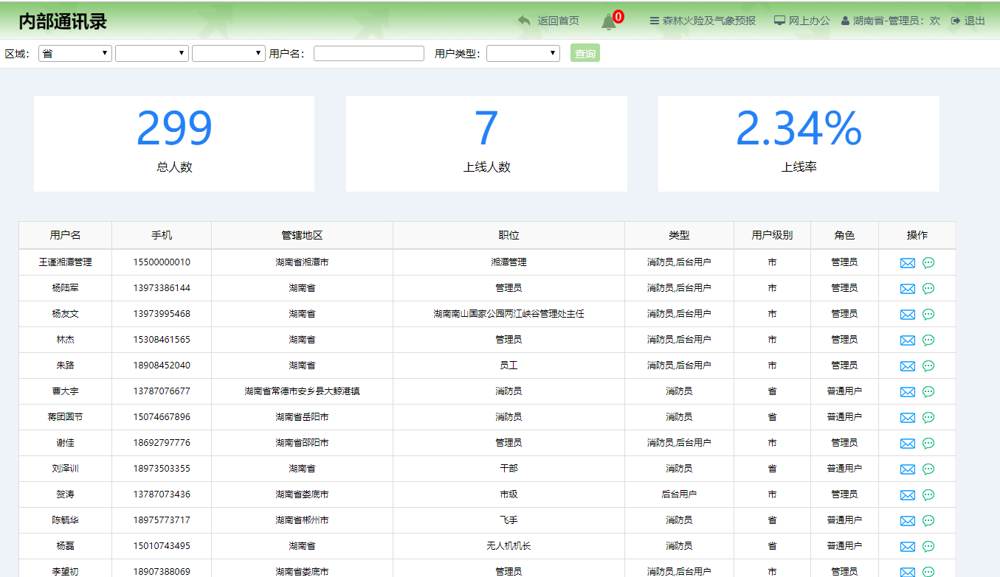 内部通讯录 返回首页 0 森林火险及气象预报 网上办公 湖南省-管理员：欢 退出
区域： 省 用户名： 用户类型： 查询
299 7 2.34%
总人数 上线人数 上线率
用户名 手机 管辖地区 职位 类型 用户级别 角色 操作
王谨湘潭管理 15500000010 湖南省湘潭市 湘潭管理 消防员,后台用户 市 管理员
杨陆军 13973386144 湖南省 管理员 消防员,后台用户 市 管理员
杨友文 13973995468 湖南省 湖南南山国家公园两江峡谷管理处主任 消防员,后台用户 市 管理员
林杰 15308461565 湖南省 管理员 消防员,后台用户 市 管理员
朱路 18908452040 湖南省 员工 消防员,后台用户 市 管理员
曹大宇 13787076677 湖南省常德市安乡县大鲸港镇 消防员 消防员 省 普通用户
蒋团圆节 15074667896 湖南省岳阳市 消防员 消防员 省 普通用户
谢佳 18692797776 湖南省邵阳市 管理员 消防员,后台用户 市 管理员
刘泽训 18973503355 湖南省 干部 消防员 省 普通用户
贺涛 13787073436 湖南省娄底市 市级 后台用户 市 管理员
陈毓华 18975773717 湖南省郴州市 飞手 消防员 省 普通用户
杨磊 15010743495 湖南省 无人机机长 消防员 省 普通用户
李望初 18907388069 湖南省娄底市 管理员 消防员,后台用户 市 管理员